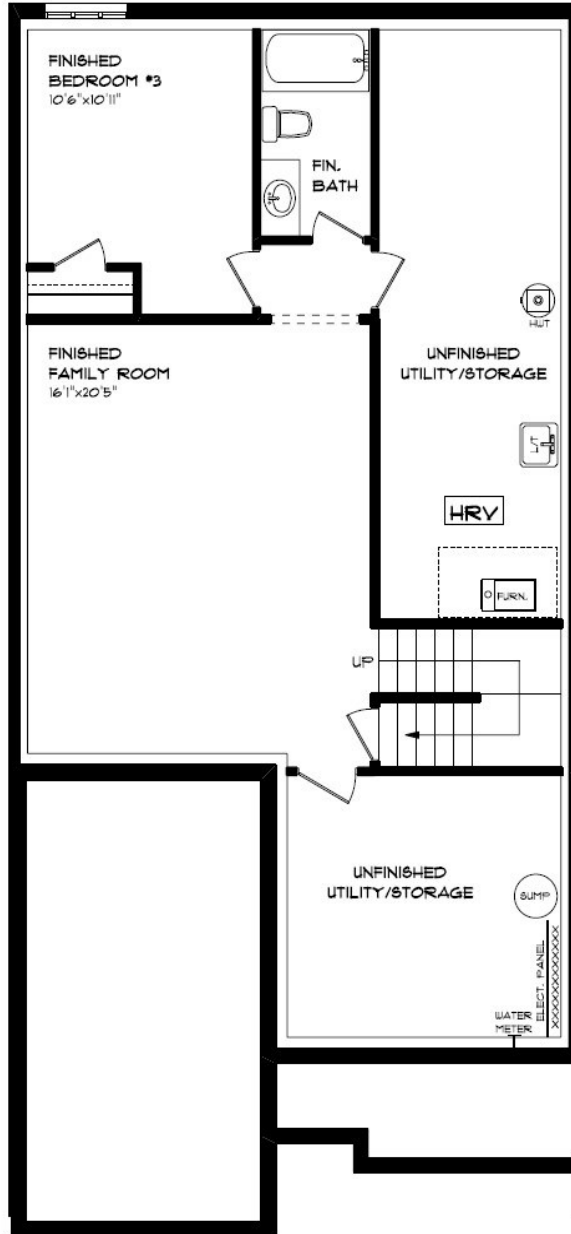 FINISHED
BEDROOM #3
10'6"x10'11"
FIN.
BATH
HWT
FINISHED
FAMILY ROOM
16'1"x20'5"
UNFINISHED
UTILITY/STORAGE
L/T
HRV
FURN.
UP
UNFINISHED
UTILITY/STORAGE
SUMP
ELECT. PANEL
XXXXXXXXXX
WATER
METER